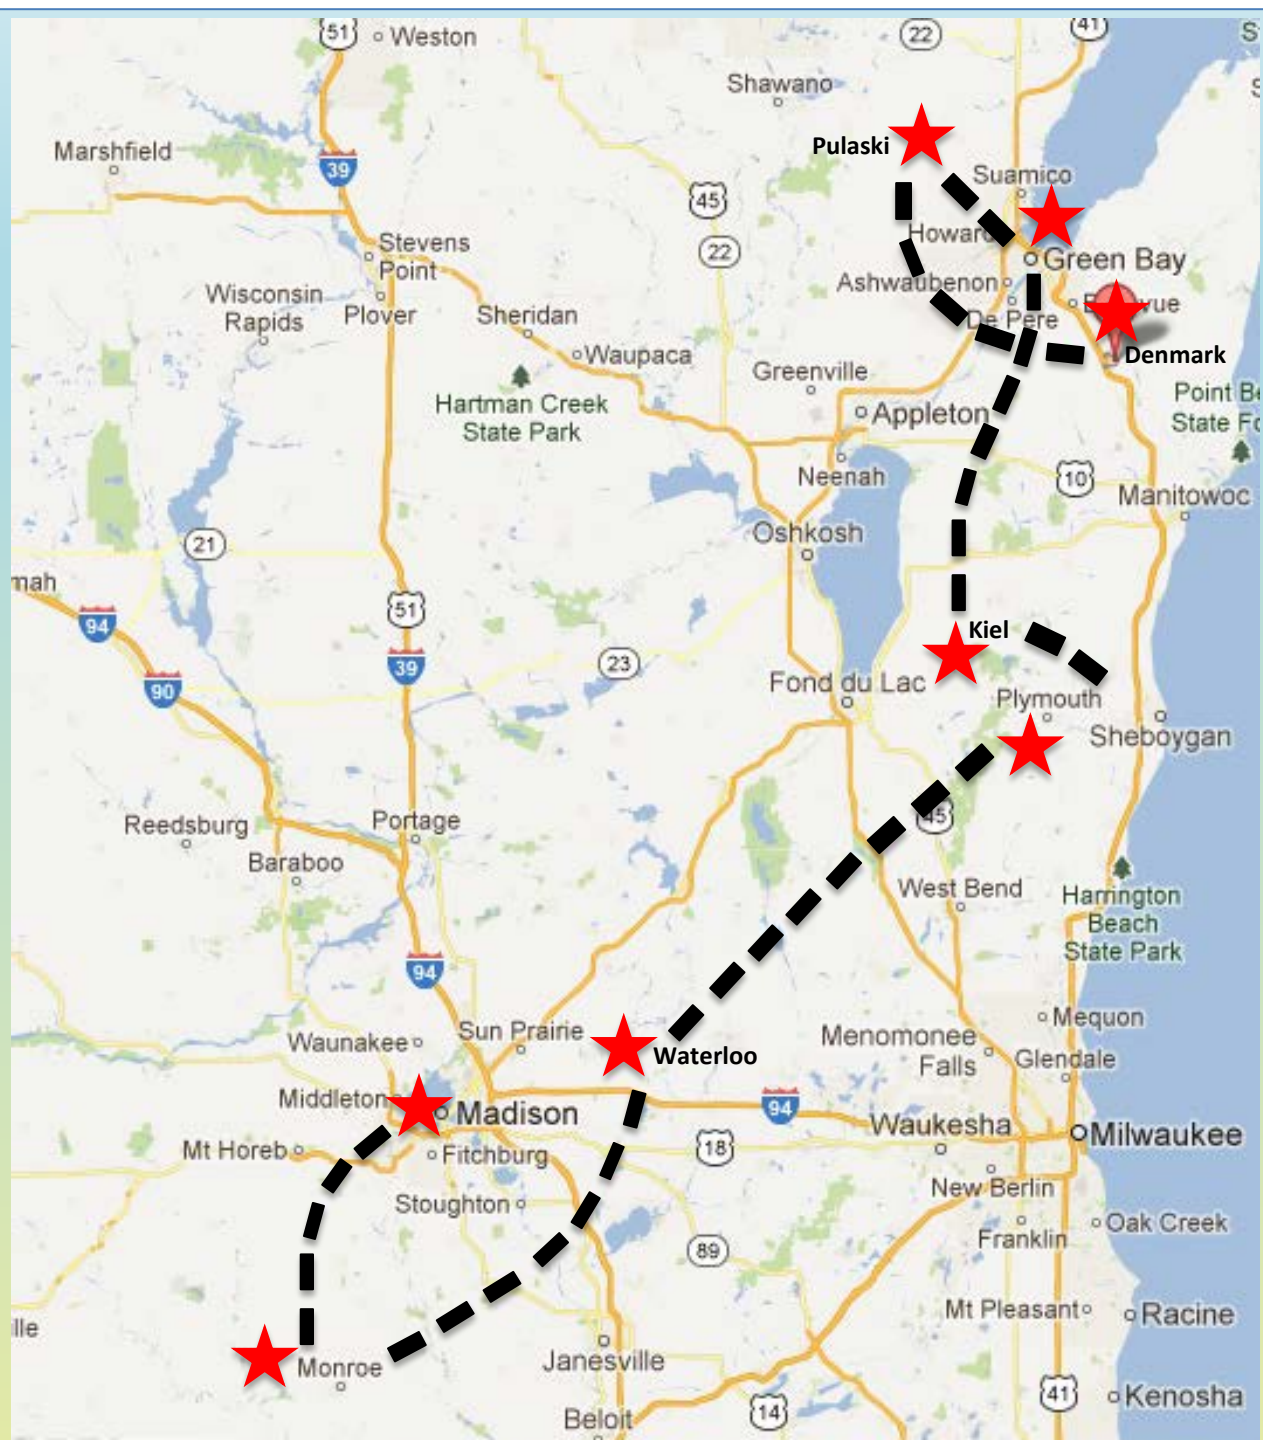 51
Weston
22
41
Shawano
Marshfield
Pulaski
39
Suamico
45
Howard
Stevens
Point
22
Green Bay
Ashwaubenon
Wisconsin
Rapids
Plover
Sheridan
De Pere
Waupaca
Denmark
Greenville
Hartman Creek
State Park
Appleton
Point Be
State Fo
Neenah
10
Manitowoc
21
Oshkosh
mah
94
51
Kiel
39
23
90
Fond du Lac
Plymouth
Sheboygan
Reedsburg
Portage
45
Baraboo
West Bend
Harrington
Beach
State Park
94
Mequon
Waunakee
Sun Prairie
Waterloo
Menomonee
Falls
Glendale
Middleton
Madison
94
Waukesha
Milwaukee
Mt Horeb
Fitchburg
18
New Berlin
Stoughton
Oak Creek
Franklin
89
Mt Pleasant
Racine
lle
Monroe
Janesville
41
Kenosha
14
Beloit